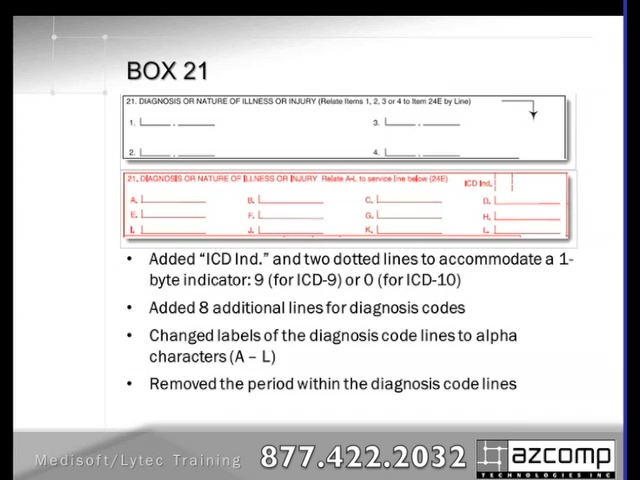 BOX 21
21. DIAGNOSIS OR NATURE OF ILLNESS OR INJURY (Relate Items 1, 2, 3 or 4 to Item 24E by Line)
1. 3.
2. 4.
21. DIAGNOSIS OR NATURE OF ILLNESS OR INJURY Relate A-L to service line below (24E) ICD Ind.
A. B. C. D.
E. F. G. H.
I. J. K. L.
• Added “ICD Ind.” and two dotted lines to accommodate a 1-
byte indicator: 9 (for ICD-9) or 0 (for ICD-10)
• Added 8 additional lines for diagnosis codes
• Changed labels of the diagnosis code lines to alpha
characters (A – L)
• Removed the period within the diagnosis code lines
Medisoft/Lytec Training 877.422.2032 azcomp
TECHNOLOGIES INC